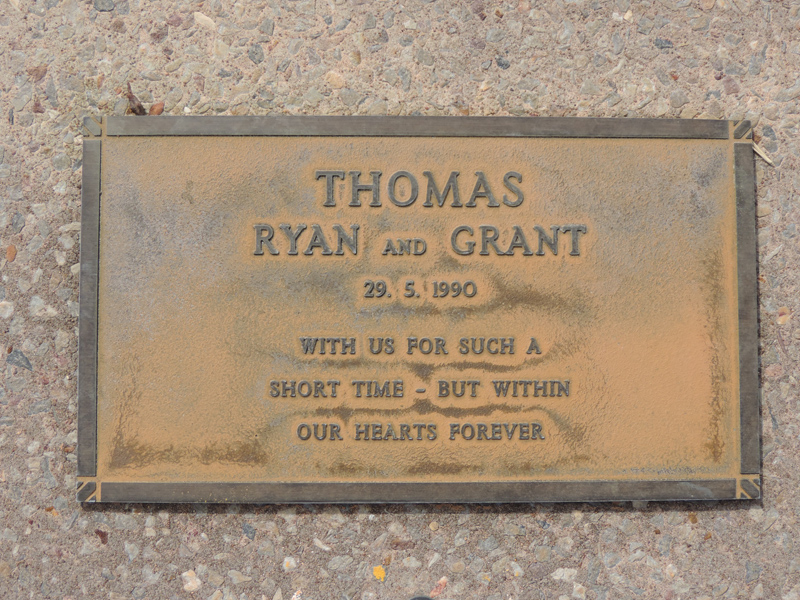 THOMAS
RYAN AND GRANT
29. 5. 1990
WITH US FOR SUCH A
SHORT TIME - BUT WITHIN
OUR HEARTS FOREVER